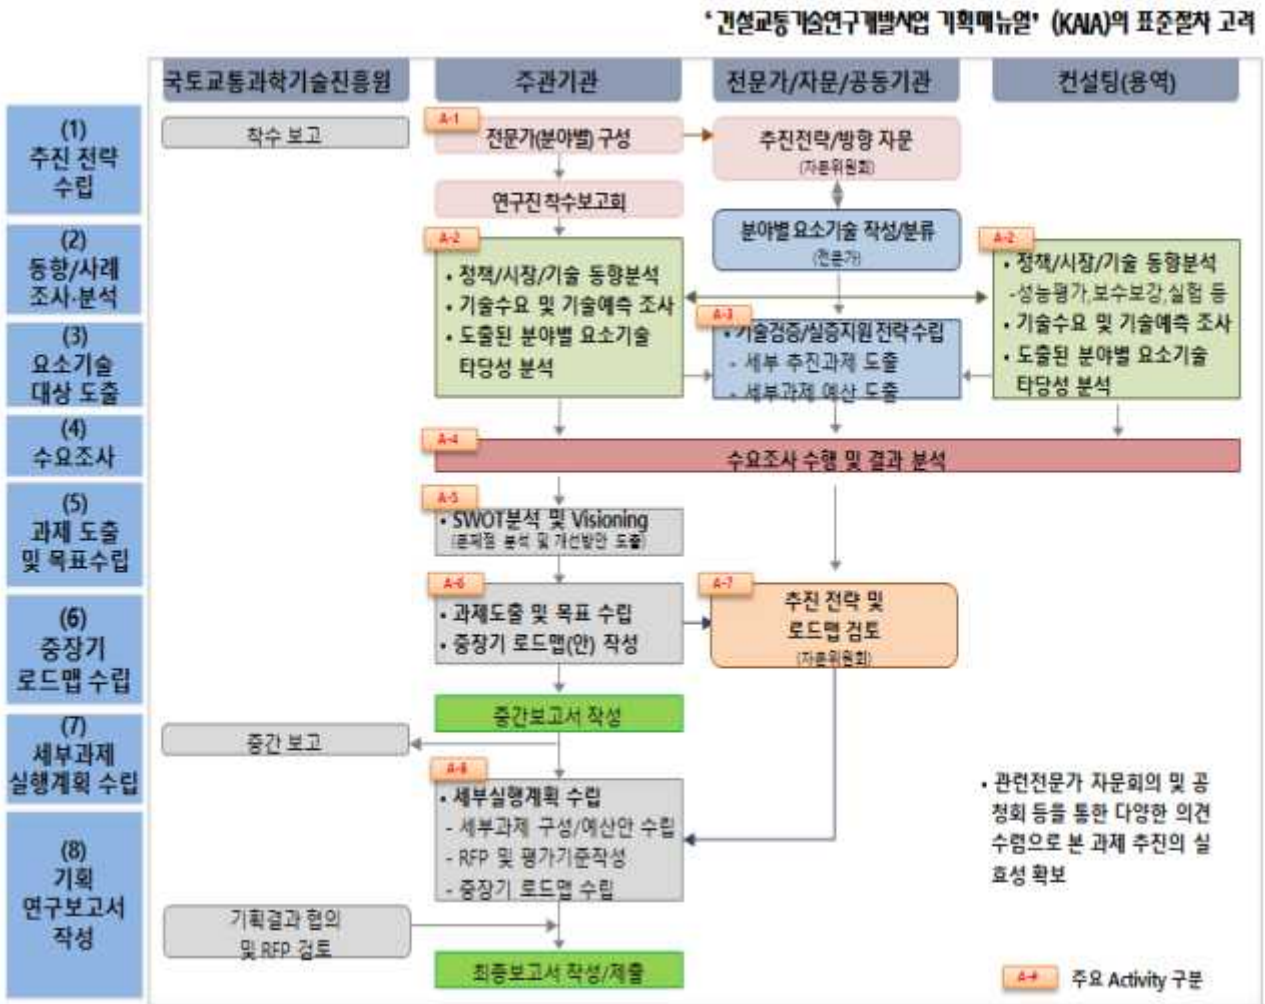 ‘건설교통기술연구개발사업 기획매뉴얼’ (KAIA)의 표준절차 고려
국토교통과학기술진흥원
주관기관
전문가/자문/공동기관
컨설팅(용역)
(1)
추진 전략
수립
착수 보고
A-1
전문가(분야별) 구성
추진전략/방향 자문
(자문위원회)
연구진 착수보고회
(2)
동향/사례
조사·분석
A-2
• 정책/시장/기술 동향분석
• 기술수요 및 기술예측 조사
• 도출된 분야별 요소기술
타당성 분석
분야별 요소기술 작성/분류
(전문가)
A-2
• 정책/시장/기술 동향분석
-성능평가,보수보강,실험 등
• 기술수요 및 기술예측 조사
• 도출된 분야별 요소기술
타당성 분석
(3)
요소기술
대상 도출
A-3
• 기술검증/실증지원 전략 수립
- 세부 추진과제 도출
- 세부과제 예산 도출
(4)
수요조사
A-4
수요조사 수행 및 결과 분석
(5)
과제 도출
및 목표수립
A-5
• SWOT분석 및 Visioning
(문제점 분석 및 개선방안 도출)
(6)
중장기
로드맵 수립
A-6
• 과제도출 및 목표 수립
• 중장기 로드맵(안) 작성
A-7
추진 전략 및
로드맵 검토
(자문위원회)
중간보고서 작성
(7)
세부과제
실행계획 수립
중간 보고
A-8
• 세부실행계획 수립
- 세부과제 구성/예산안 수립
- RFP 및 평가기준작성
- 중장기 로드맵 수립
• 관련전문가 자문회의 및 공
청회 등을 통한 다양한 의견
수렴으로 본 과제 추진의 실
효성 확보
(8)
기획
연구보고서
작성
기획결과 협의
및 RFP 검토
최종보고서 작성/제출
A-#
주요 Activity 구분